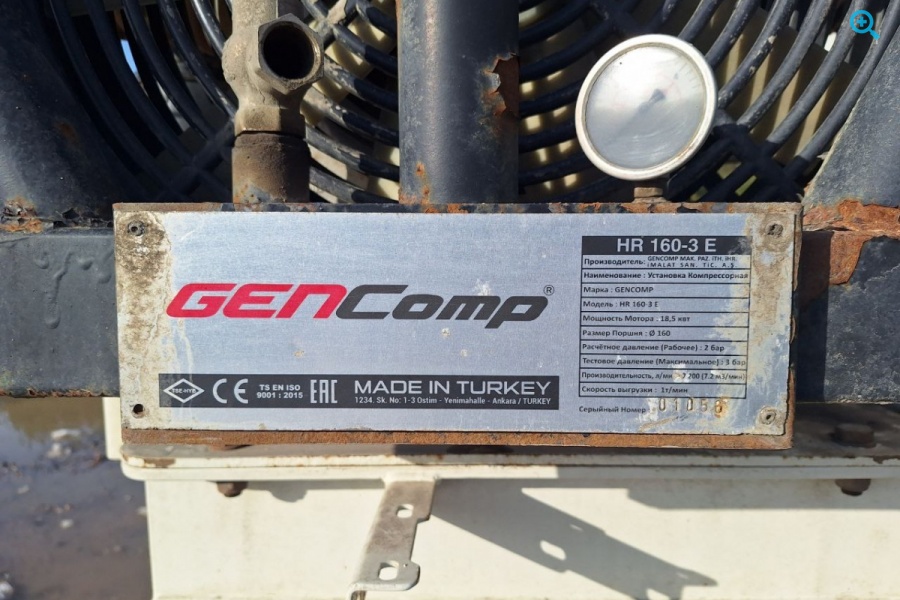 GENComp®
TSE-HYB CE TS EN ISO 9001 : 2015 EAC MADE IN TURKEY
1234. Sk. No: 1-3 Ostim - Yenimahalle - Ankara / TURKEY
HR 160-3 E
Производитель: GENCOMP MAK. PAZ. İTH. İHR.
İMALAT SAN. TİC. A.Ş
Наименование : Установка Компрессорная
Марка : GENCOMP
Модель : HR 160-3 E
Мощность Мотора : 18,5 квт
Размер Поршня : Ø 160
Расчётное давление (Рабочее) : 2 бар
Тестовое давление (Максимальное) : 3 бар
Производительность, л/мин : 7.200 (7.2 m3/мин)
Скорость выгрузки : 1т/мин
Серыйный Номер